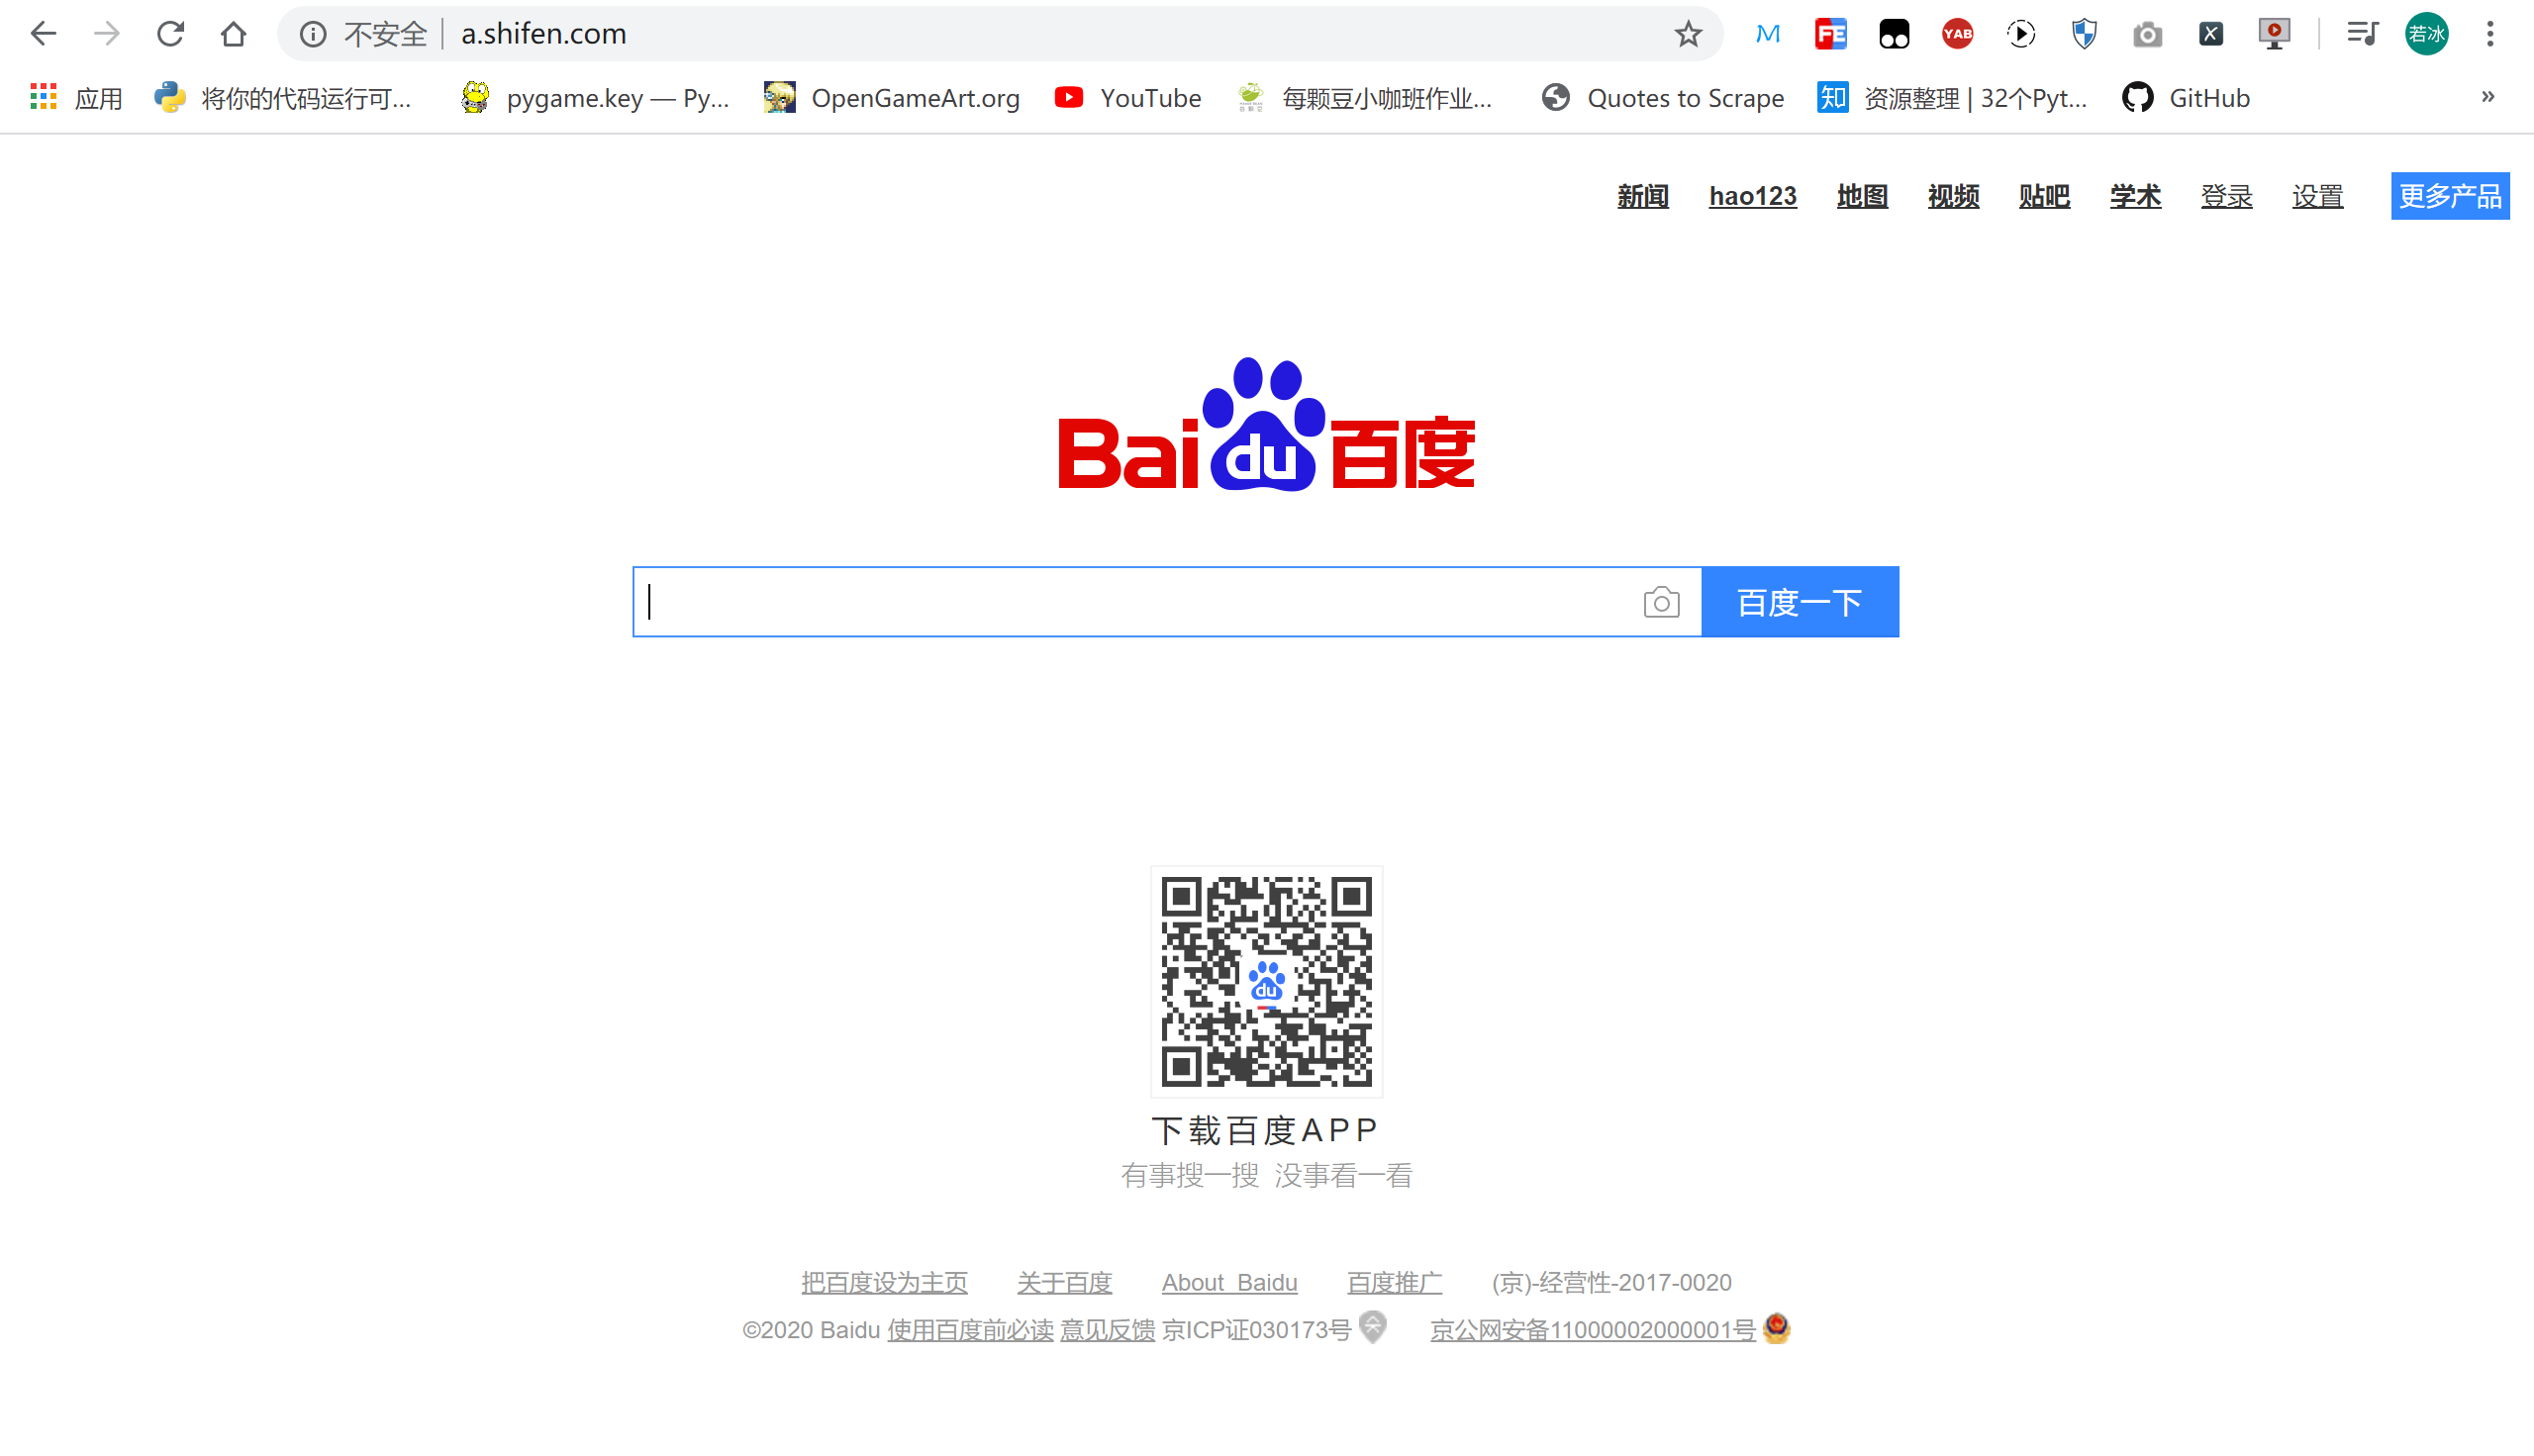 不安全 a.shifen.com M FE YAB X 若冰
应用 将你的代码运行可... pygame.key — Py... OpenGameArt.org YouTube 每颗豆小咖班作业... Quotes to Scrape 知 资源整理 | 32个Pyt... GitHub »
新闻 hao123 地图 视频 贴吧 学术 登录 设置 更多产品
Bai du 百度
百度一下
du
下载百度APP
有事搜一搜 没事看一看
把百度设为主页 关于百度 About Baidu 百度推广 (京)-经营性-2017-0020
©2020 Baidu 使用百度前必读 意见反馈 京ICP证030173号 京公网安备11000002000001号